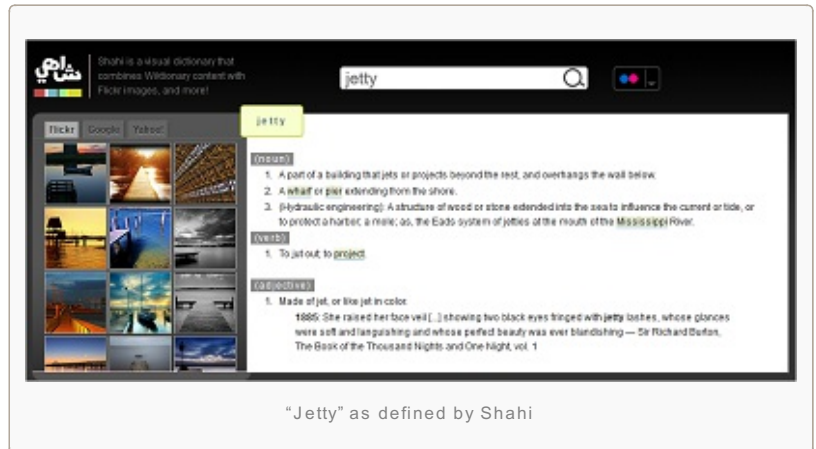 شاهي
Shahi is a visual dictionary that
combines Wiktionary content with
Flickr images, and more!
jetty
Flickr Google Yahoo!
jetty
(noun)
1. A part of a building that jets or projects beyond the rest, and overhangs the wall below.
2. A wharf or pier extending from the shore.
3. (Hydraulic engineering): A structure of wood or stone extended into the sea to influence the current or tide, or
to protect a harbor; a mole; as, the Eads system of jetties at the mouth of the Mississippi River.
(verb)
1. To jut out; to project.
(adjective)
1. Made of jet, or like jet in color.
1885: She raised her face veil [...] showing two black eyes fringed with jetty lashes, whose glances
were soft and languishing and whose perfect beauty was ever blandishing — Sir Richard Burton,
The Book of the Thousand Nights and One Night, vol. 1
“Jetty” as defined by Shahi